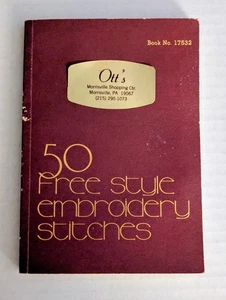 Book No. 17532
Ott's
Morrisville Shopping Ctr.
Morrisville, PA 19067
(215) 295-1073
50
Free style
embroidery
stitches